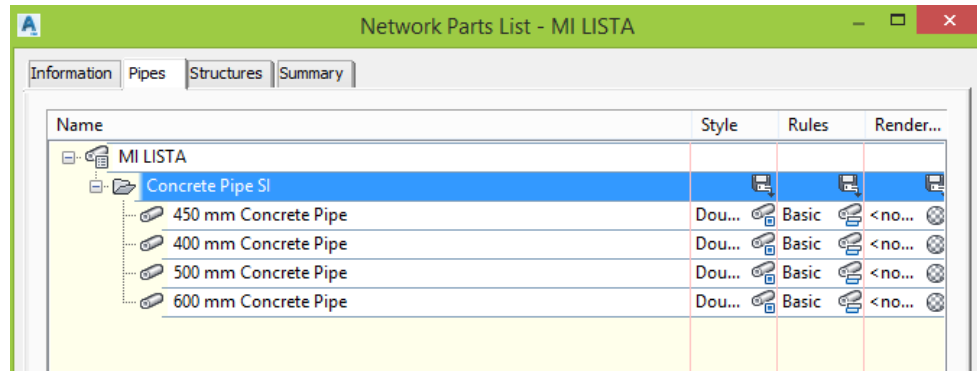 Network Parts List - MI LISTA
Information Pipes Structures Summary
Name Style Rules Render...
MI LISTA
Concrete Pipe SI
450 mm Concrete Pipe Dou... Basic <no...
400 mm Concrete Pipe Dou... Basic <no...
500 mm Concrete Pipe Dou... Basic <no...
600 mm Concrete Pipe Dou... Basic <no...